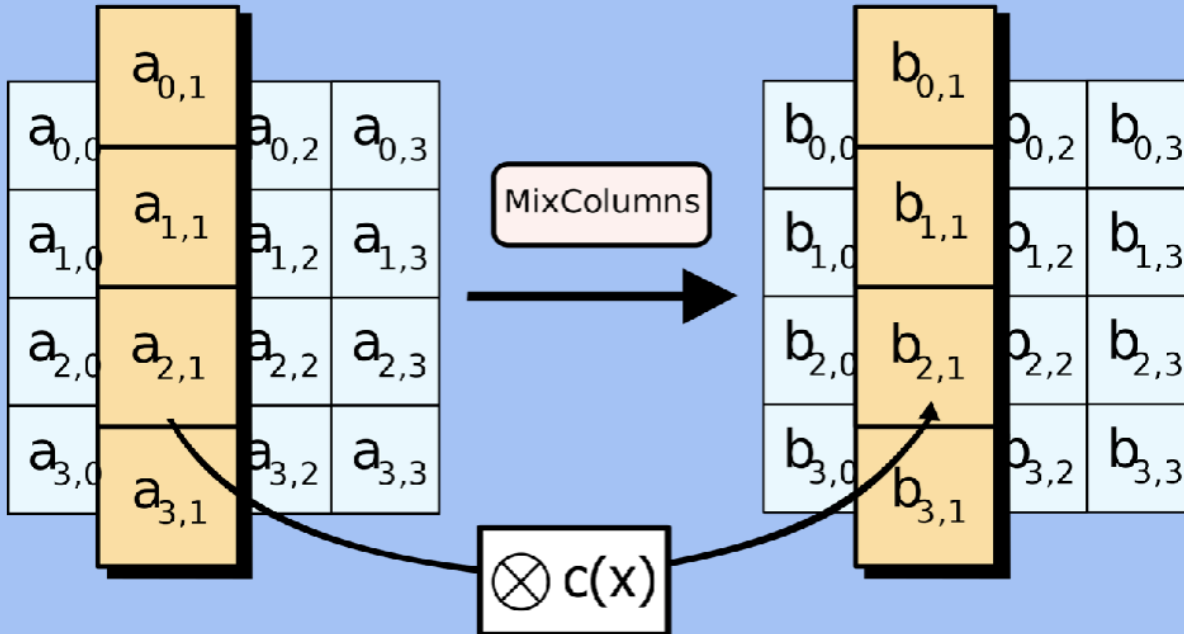 a0,1
a0,0 a0,2 a0,3
a1,1
a1,0 a1,2 a1,3
a2,1
a2,0 a2,2 a2,3
a3,0 a3,2 a3,3
a3,1
MixColumns
b0,1
b0,0 b0,2 b0,3
b1,1
b1,0 b1,2 b1,3
b2,1
b2,0 b2,2 b2,3
b3,0 b3,2 b3,3
b3,1
⊗ c(x)